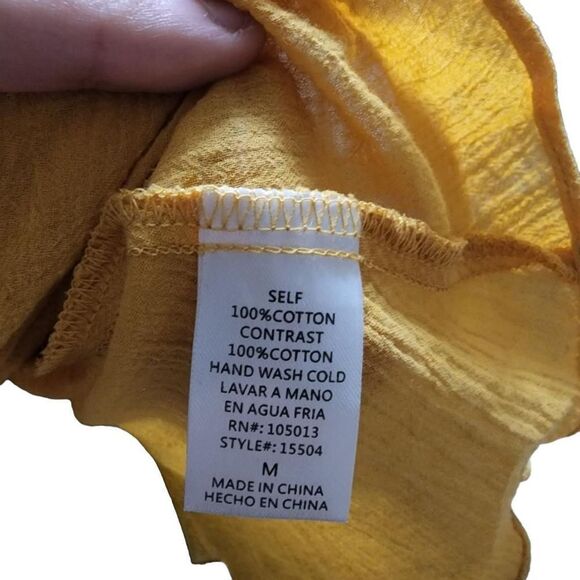 SELF
100%COTTON
CONTRAST
100%COTTON
HAND WASH COLD
LAVAR A MANO
EN AGUA FRIA
RN#: 105013
STYLE#: 15504
M
MADE IN CHINA
HECHO EN CHINA